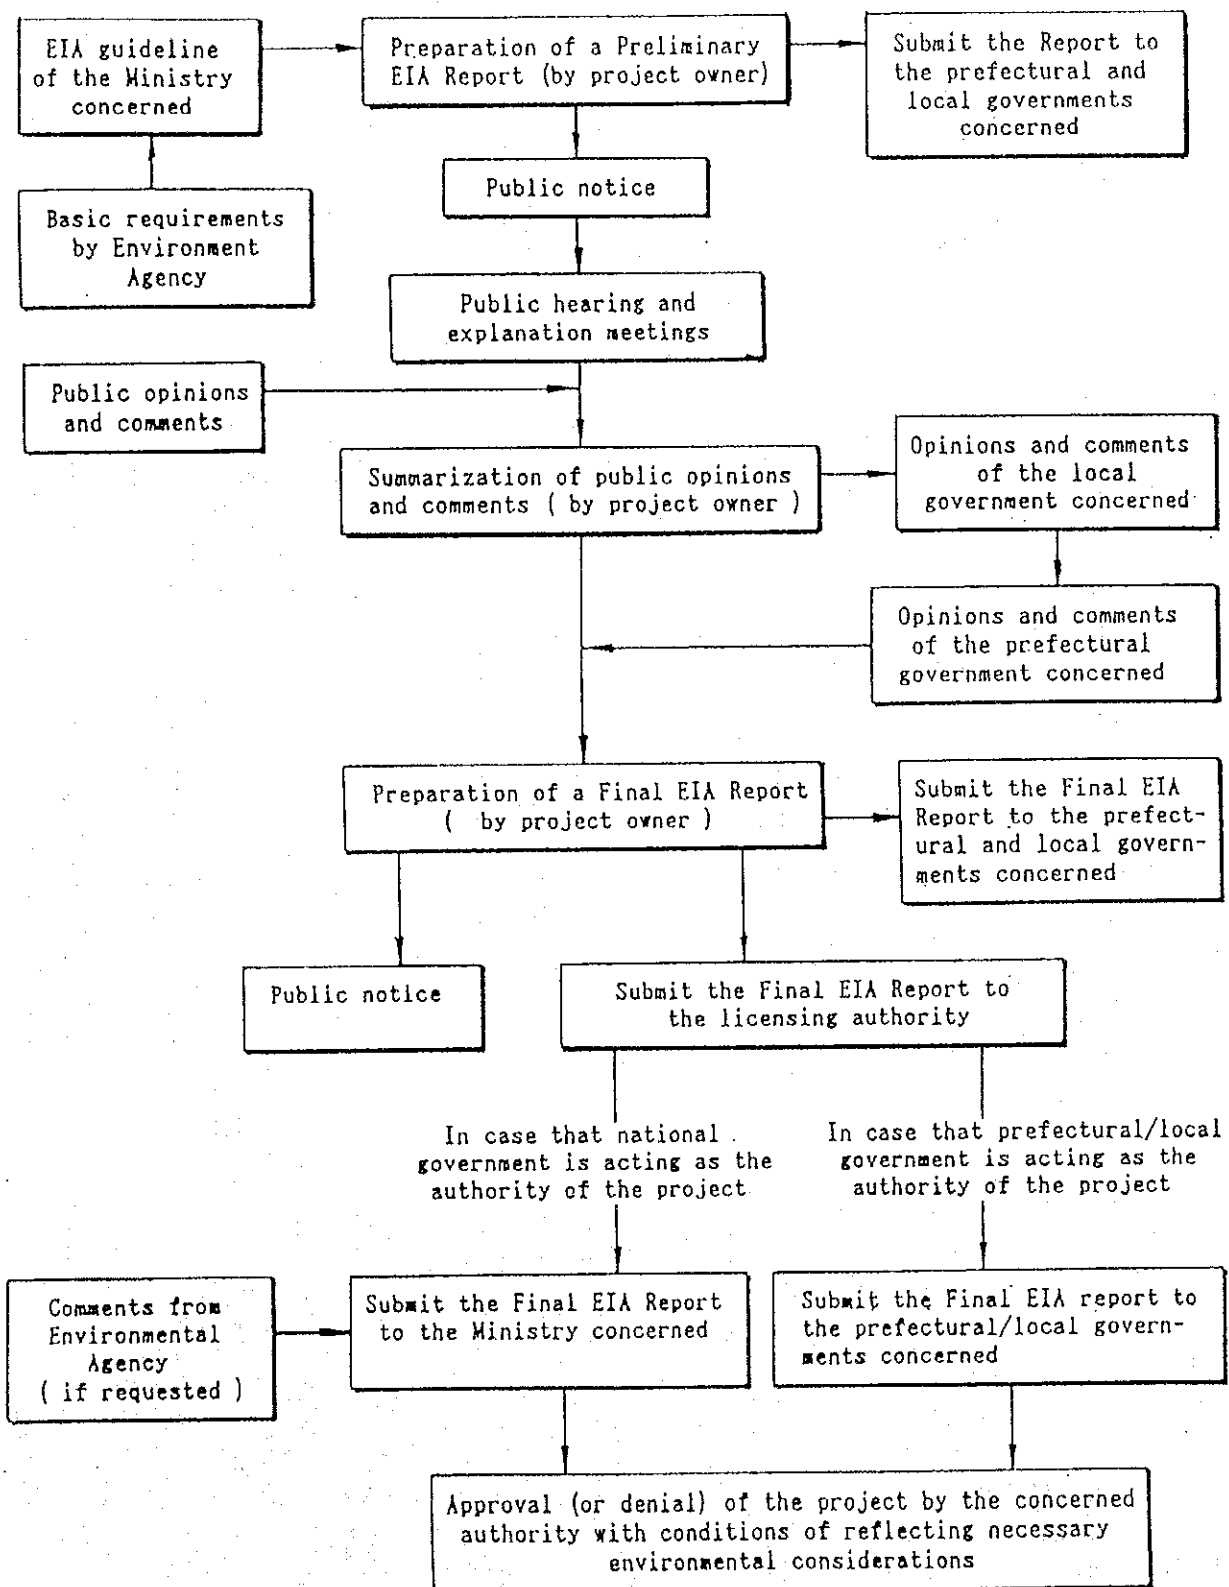 EIA guideline
of the Ministry
concerned
Preparation of a Preliminary
EIA Report (by project owner)
Submit the Report to
the prefectural and
local governments
concerned
Public notice
Basic requirements
by Environment
Agency
Public hearing and
explanation meetings
Public opinions
and comments
Summarization of public opinions
and comments ( by project owner )
Opinions and comments
of the local
government concerned
Opinions and comments
of the prefectural
government concerned
Preparation of a Final EIA Report
( by project owner )
Submit the Final EIA
Report to the prefect-
ural and local govern-
ments concerned
Public notice
Submit the Final EIA Report to
the licensing authority
In case that national
government is acting as the
authority of the project
In case that prefectural/local
government is acting as the
authority of the project
Comments from
Environmental
Agency
( if requested )
Submit the Final EIA Report
to the Ministry concerned
Submit the Final EIA report to
the prefectural/local govern-
ments concerned
Approval (or denial) of the project by the concerned
authority with conditions of reflecting necessary
environmental considerations